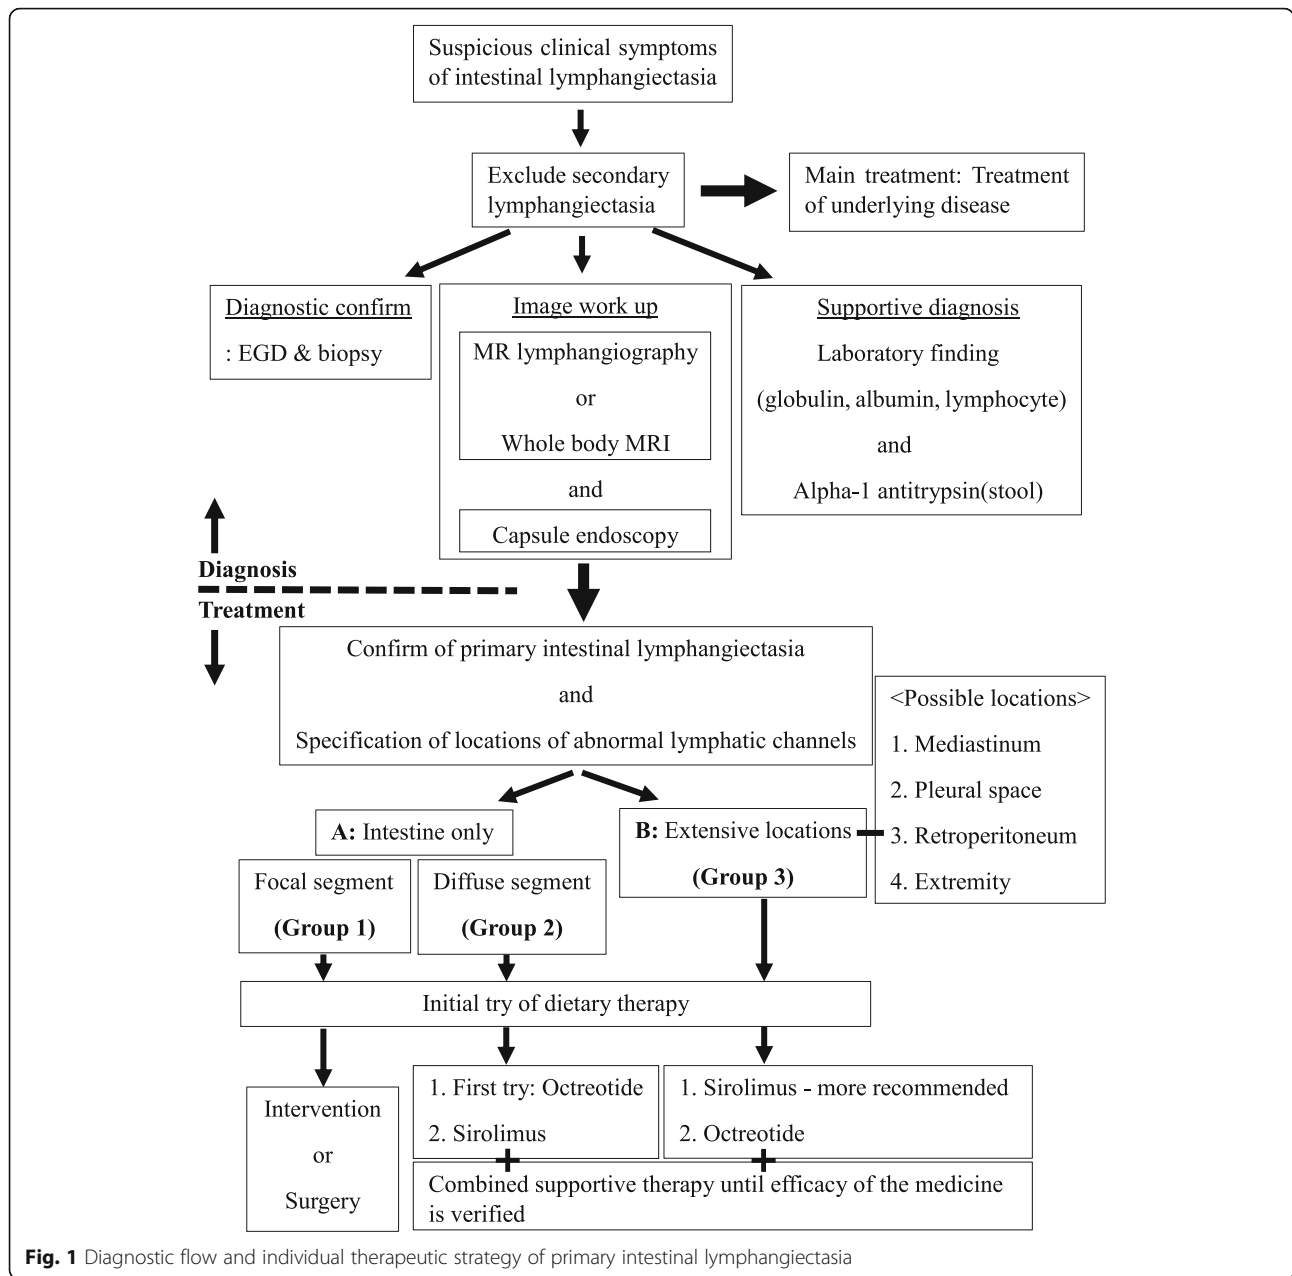 Suspicious clinical symptoms
of intestinal lymphangiectasia
Exclude secondary
lymphangiectasia
Main treatment: Treatment
of underlying disease
Diagnostic confirm
: EGD & biopsy
Image work up
MR lymphangiography
or
Whole body MRI
and
Capsule endoscopy
Supportive diagnosis
Laboratory finding
(globulin, albumin, lymphocyte)
and
Alpha-1 antitrypsin(stool)
Diagnosis
Treatment
Confirm of primary intestinal lymphangiectasia
and
Specification of locations of abnormal lymphatic channels
<Possible locations>
1. Mediastinum
2. Pleural space
3. Retroperitoneum
4. Extremity
A: Intestine only
B: Extensive locations
(Group 3)
Focal segment
(Group 1)
Diffuse segment
(Group 2)
Initial try of dietary therapy
Intervention
or
Surgery
1. First try: Octreotide
2. Sirolimus
1. Sirolimus - more recommended
2. Octreotide
Combined supportive therapy until efficacy of the medicine
is verified
Fig. 1 Diagnostic flow and individual therapeutic strategy of primary intestinal lymphangiectasia